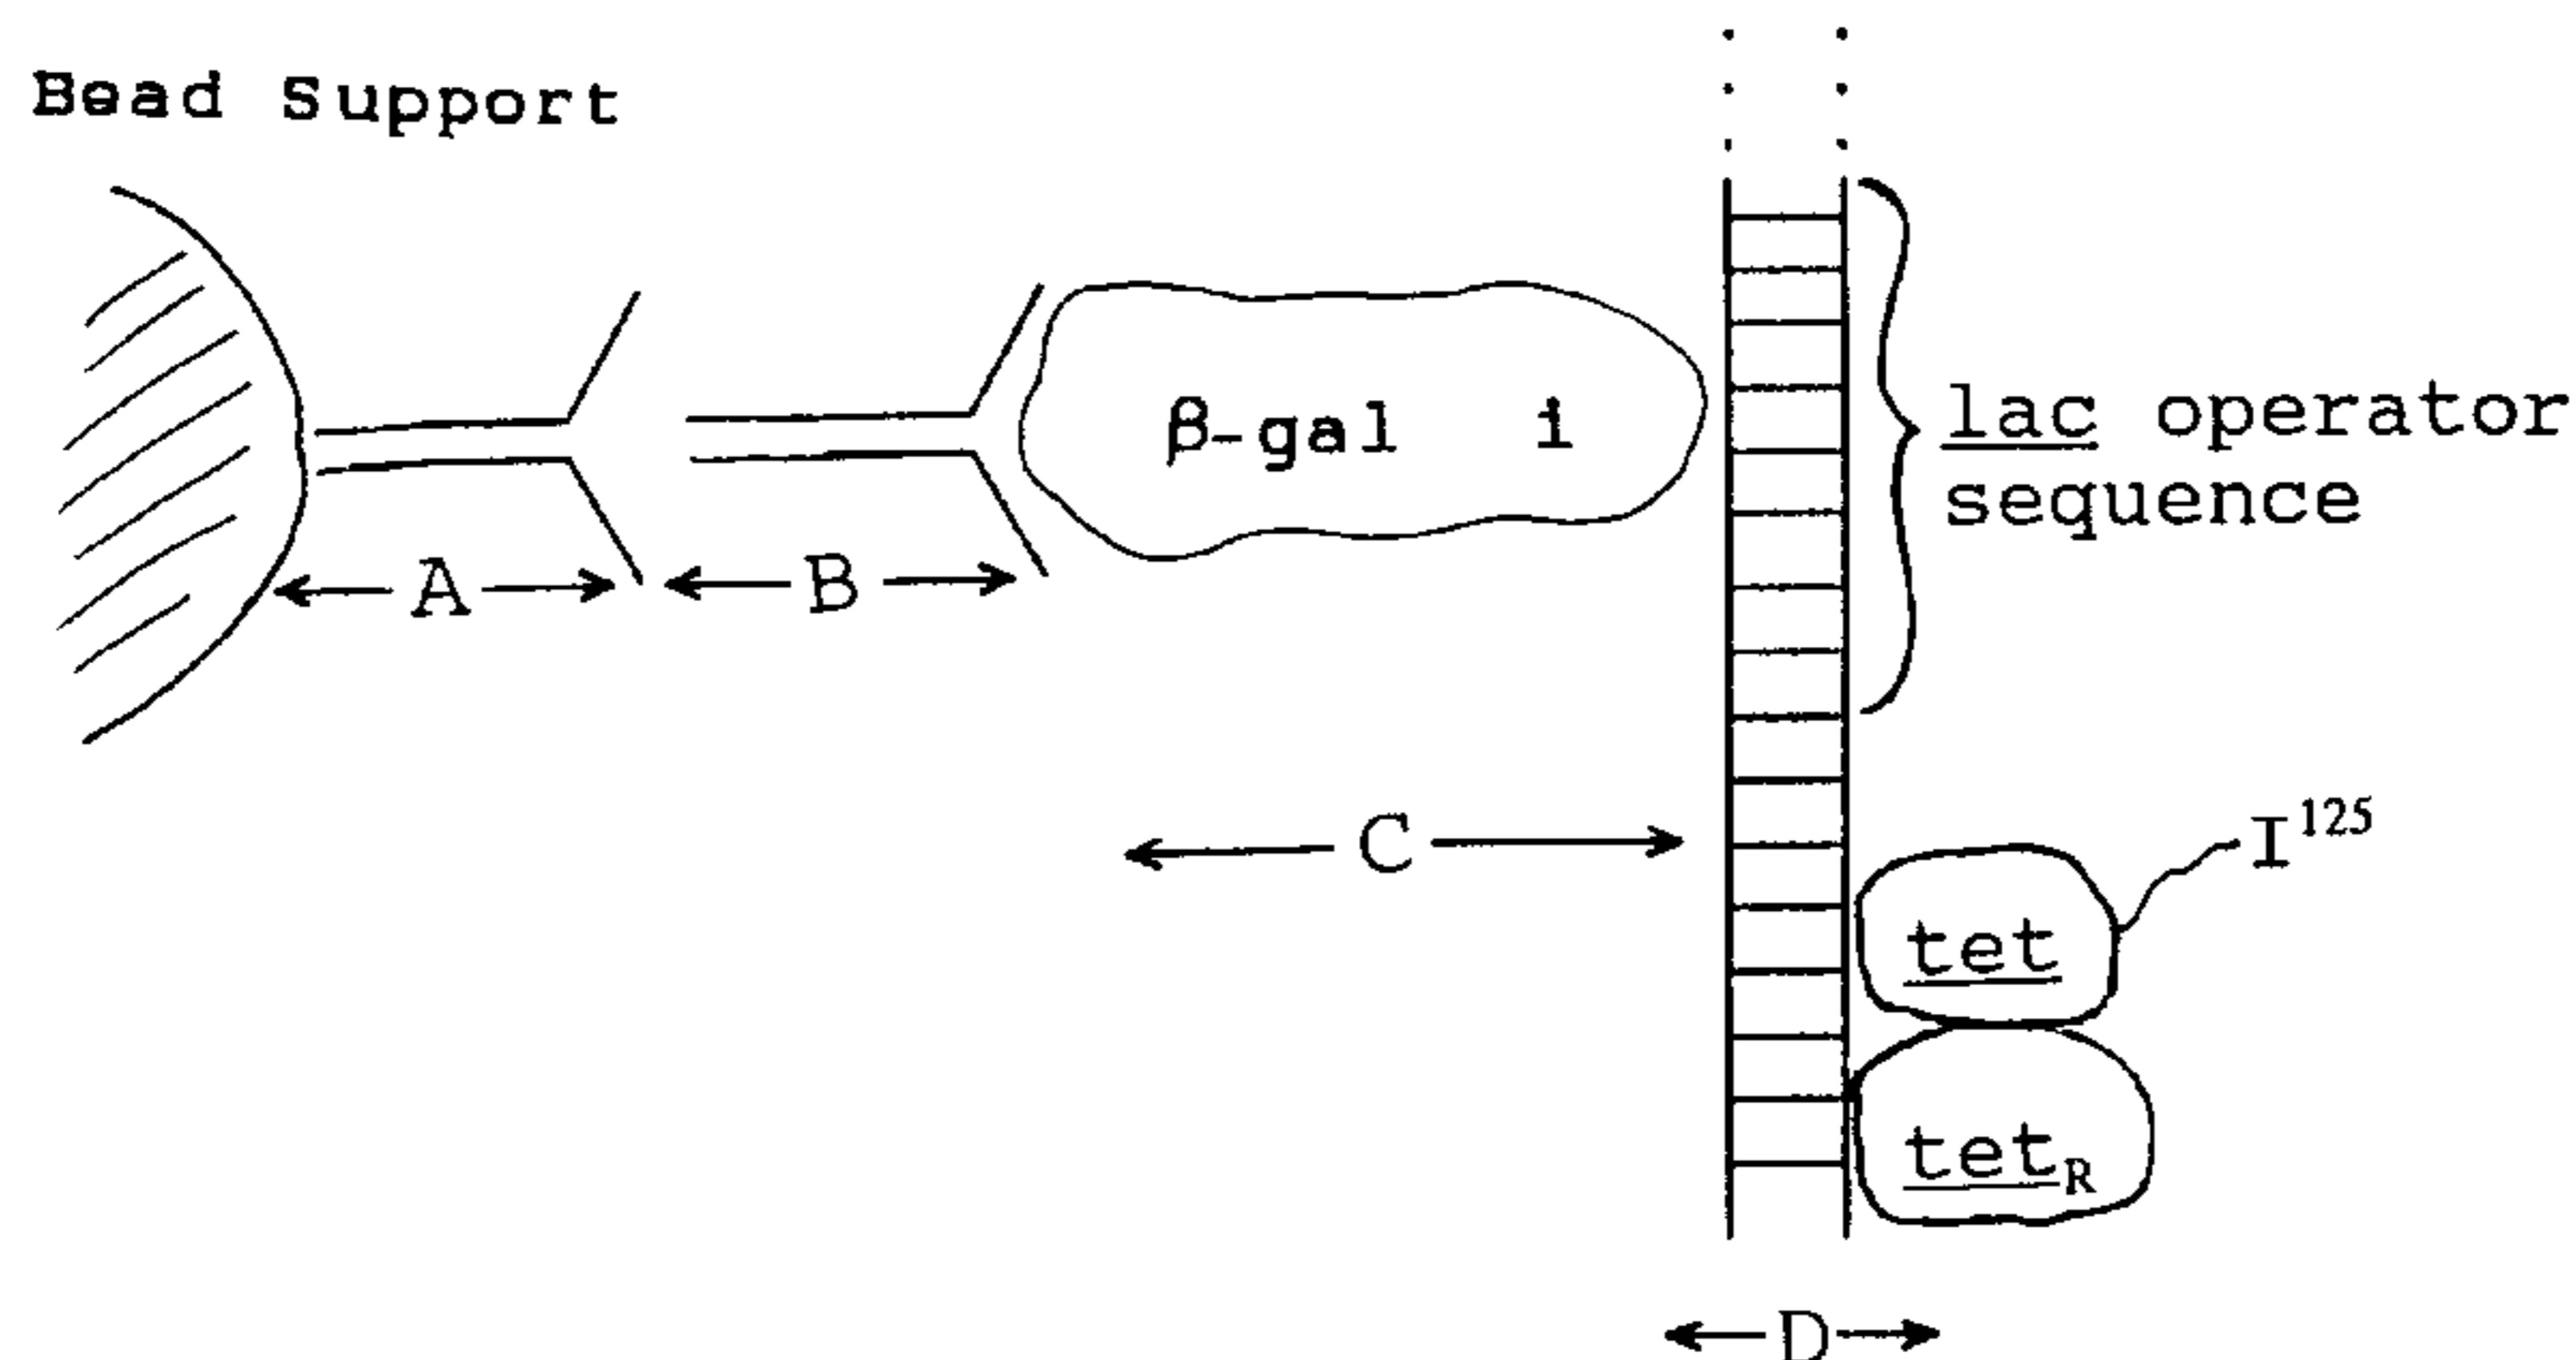 Bead Support
β-gal i
lac operator
sequence
A
B
C
I¹²⁵
tet
tetR
D